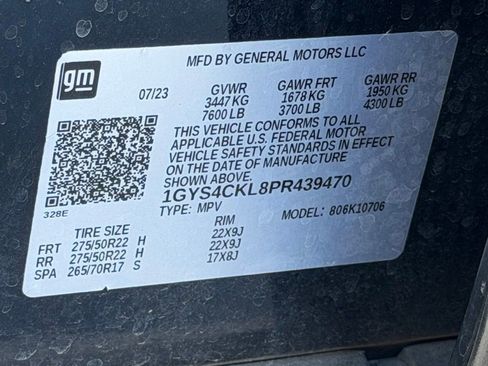 gm
MFD BY GENERAL MOTORS LLC
07/23 GVWR GAWR FRT GAWR RR
3447 KG 1678 KG 1950 KG
7600 LB 3700 LB 4300 LB
THIS VEHICLE CONFORMS TO ALL
APPLICABLE U.S. FEDERAL MOTOR
VEHICLE SAFETY STANDARDS IN EFFECT
ON THE DATE OF MANUFACTURE
SHOWN ABOVE.
1GYS4CKL8PR439470
328E
TYPE: MPV MODEL: 806K10706
TIRE SIZE RIM
FRT 275/50R22 H 22X9J
RR 275/50R22 H 22X9J
SPA 265/70R17 S 17X8J